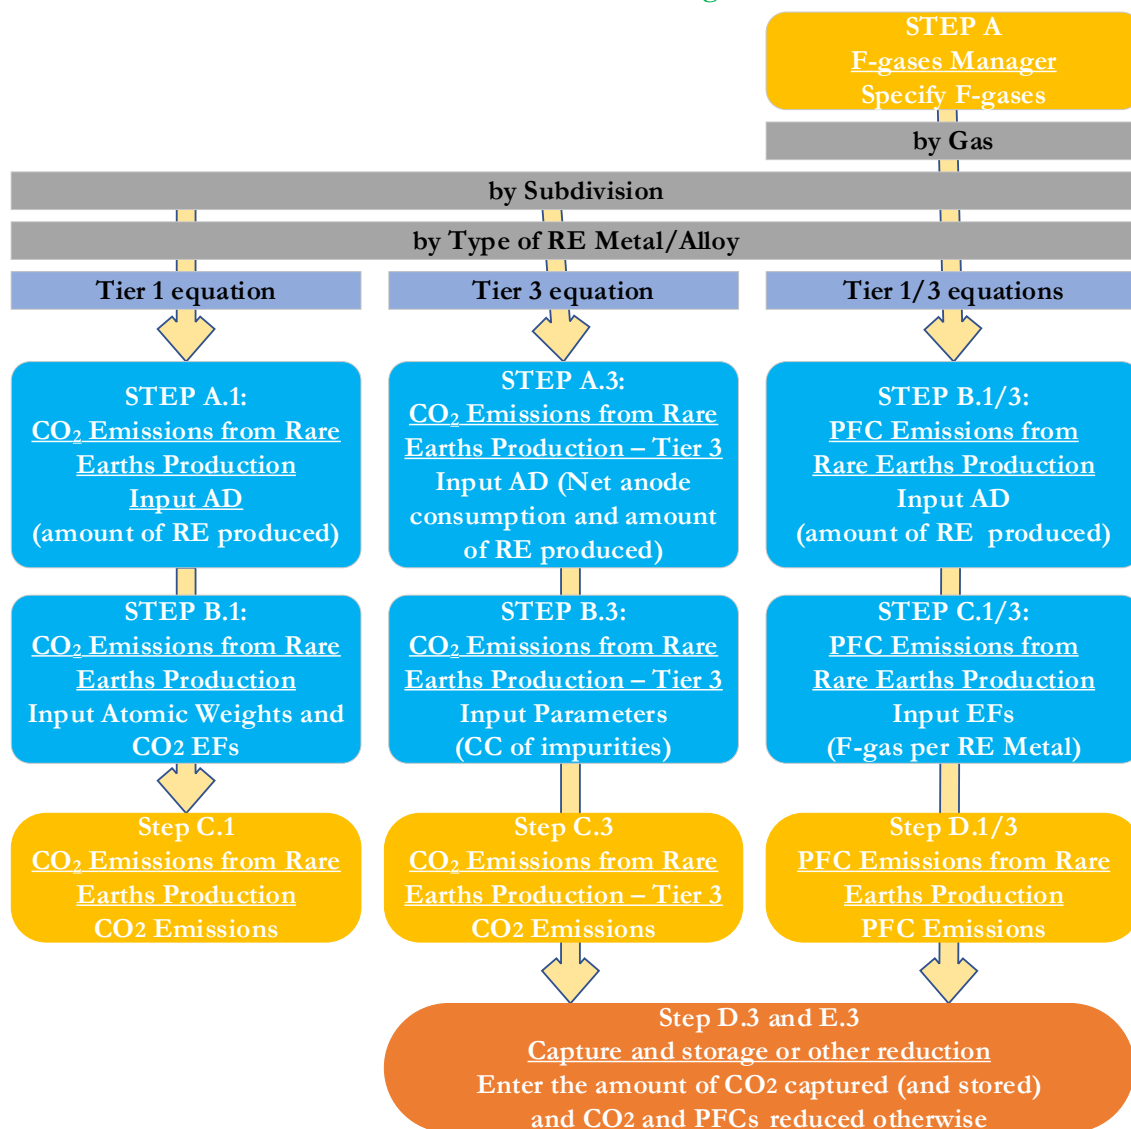 STEP A
F-gases Manager
Specify F-gases
by Gas
by Subdivision
by Type of RE Metal/Alloy
Tier 1 equation
Tier 3 equation
Tier 1/3 equations
STEP A.1:
CO₂ Emissions from Rare
Earths Production
Input AD
(amount of RE produced)
STEP A.3:
CO₂ Emissions from Rare
Earths Production – Tier 3
Input AD (Net anode
consumption and amount
of RE produced)
STEP B.1/3:
PFC Emissions from
Rare Earths Production
Input AD
(amount of RE produced)
STEP B.1:
CO₂ Emissions from Rare
Earths Production
Input Atomic Weights and
CO2 EFs
STEP B.3:
CO₂ Emissions from Rare
Earths Production – Tier 3
Input Parameters
(CC of impurities)
STEP C.1/3:
PFC Emissions from
Rare Earths Production
Input EFs
(F-gas per RE Metal)
Step C.1
CO₂ Emissions from Rare
Earths Production
CO2 Emissions
Step C.3
CO₂ Emissions from Rare
Earths Production – Tier 3
CO2 Emissions
Step D.1/3
PFC Emissions from Rare
Earths Production
PFC Emissions
Step D.3 and E.3
Capture and storage or other reduction
Enter the amount of CO2 captured (and stored)
and CO2 and PFCs reduced otherwise